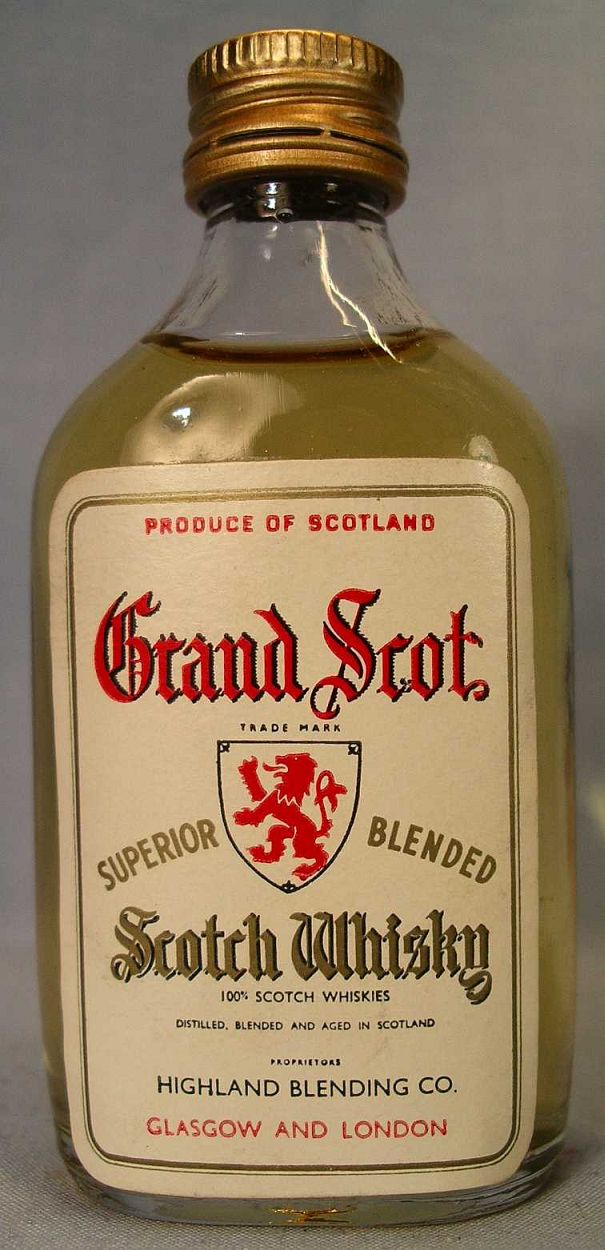 PRODUCE OF SCOTLAND
Grand Scot
TRADE MARK
SUPERIOR BLENDED
Scotch Whisky
100% SCOTCH WHISKIES
DISTILLED, BLENDED AND AGED IN SCOTLAND
PROPRIETORS
HIGHLAND BLENDING CO.
GLASGOW AND LONDON